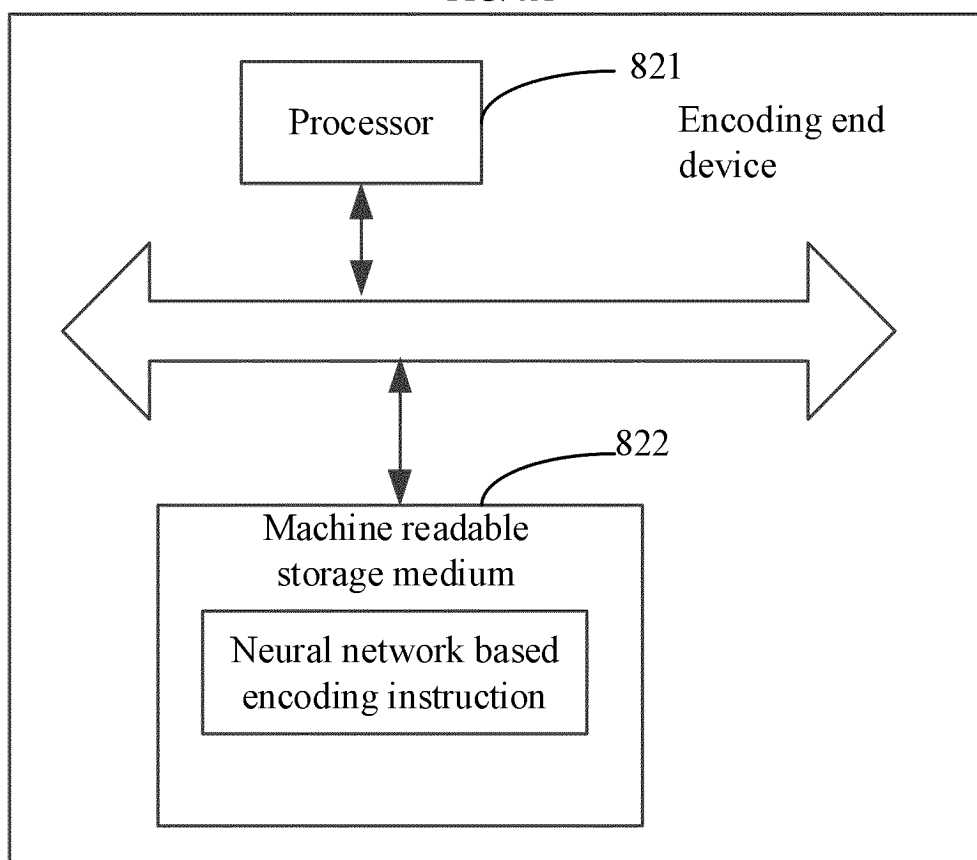 821
Processor
Encoding end
device
822
Machine readable
storage medium
Neural network based
encoding instruction